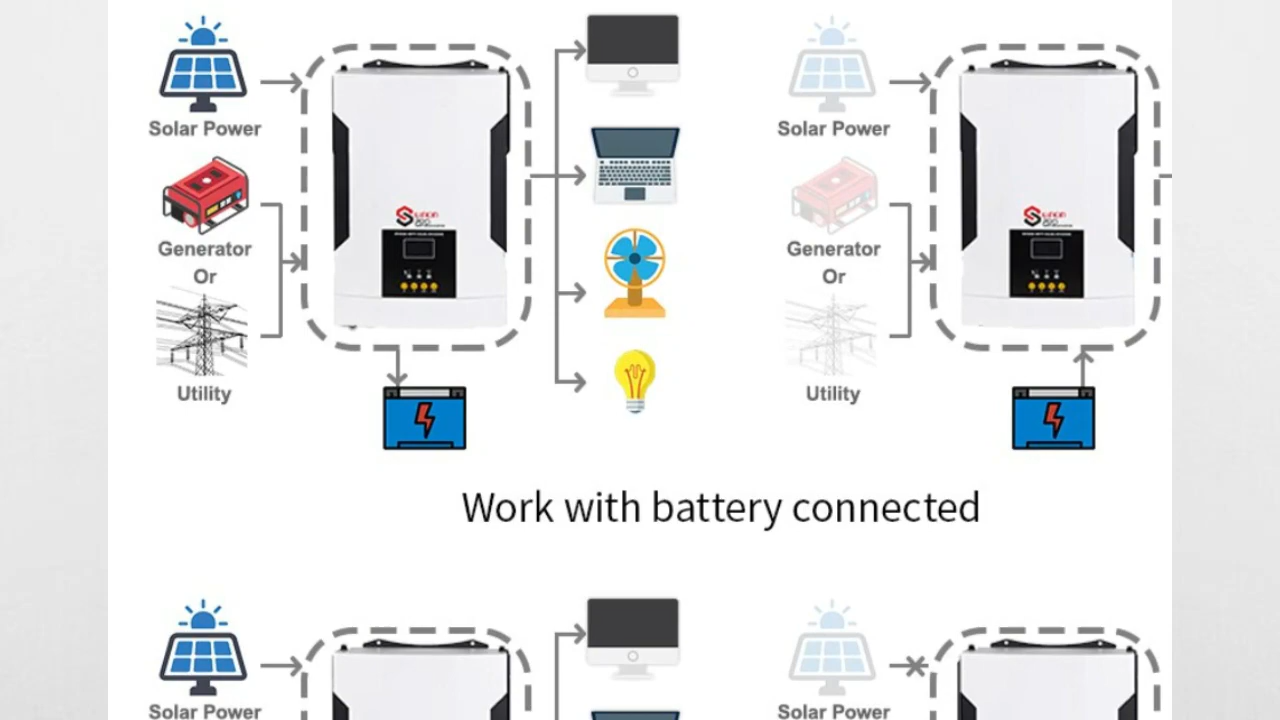 Solar Power
Generator
Or
Utility
Solar Power
Generator
Or
Utility
Work with battery connected
Solar Power
Solar Power